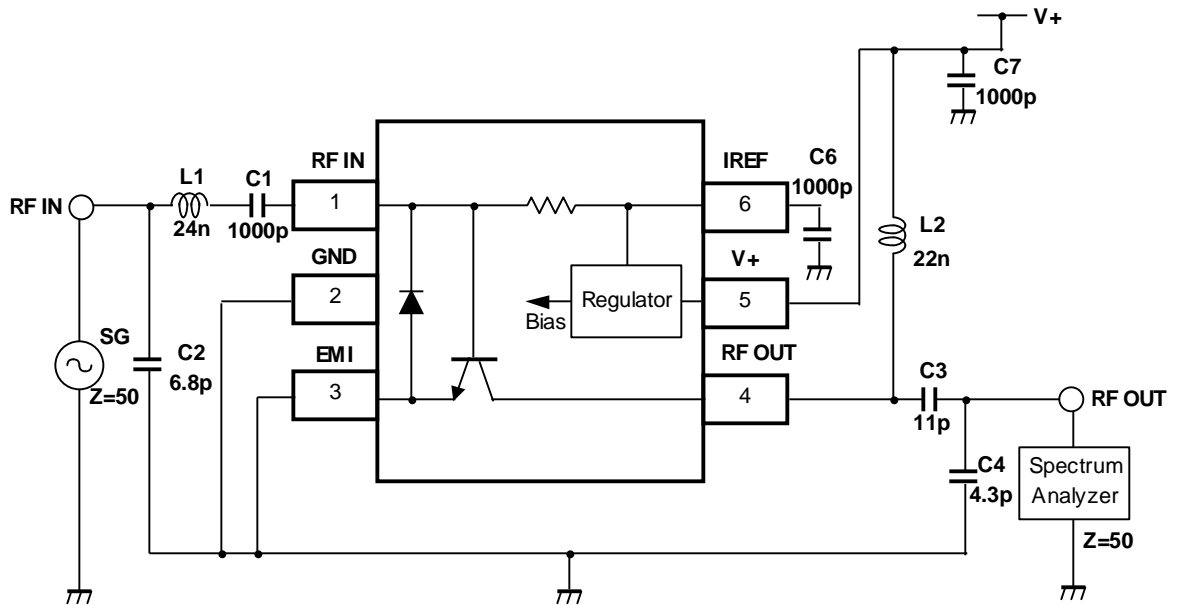 V+
C7
1000p
RF IN
IREF
C6
1000p
L1
24n
C1
1000p
1
6
RF IN
L2
22n
GND
V+
2
Regulator
5
Bias
SG
Z=50
C2
6.8p
EMI
RF OUT
3
4
C3
11p
RF OUT
C4
4.3p
Spectrum
Analyzer
Z=50